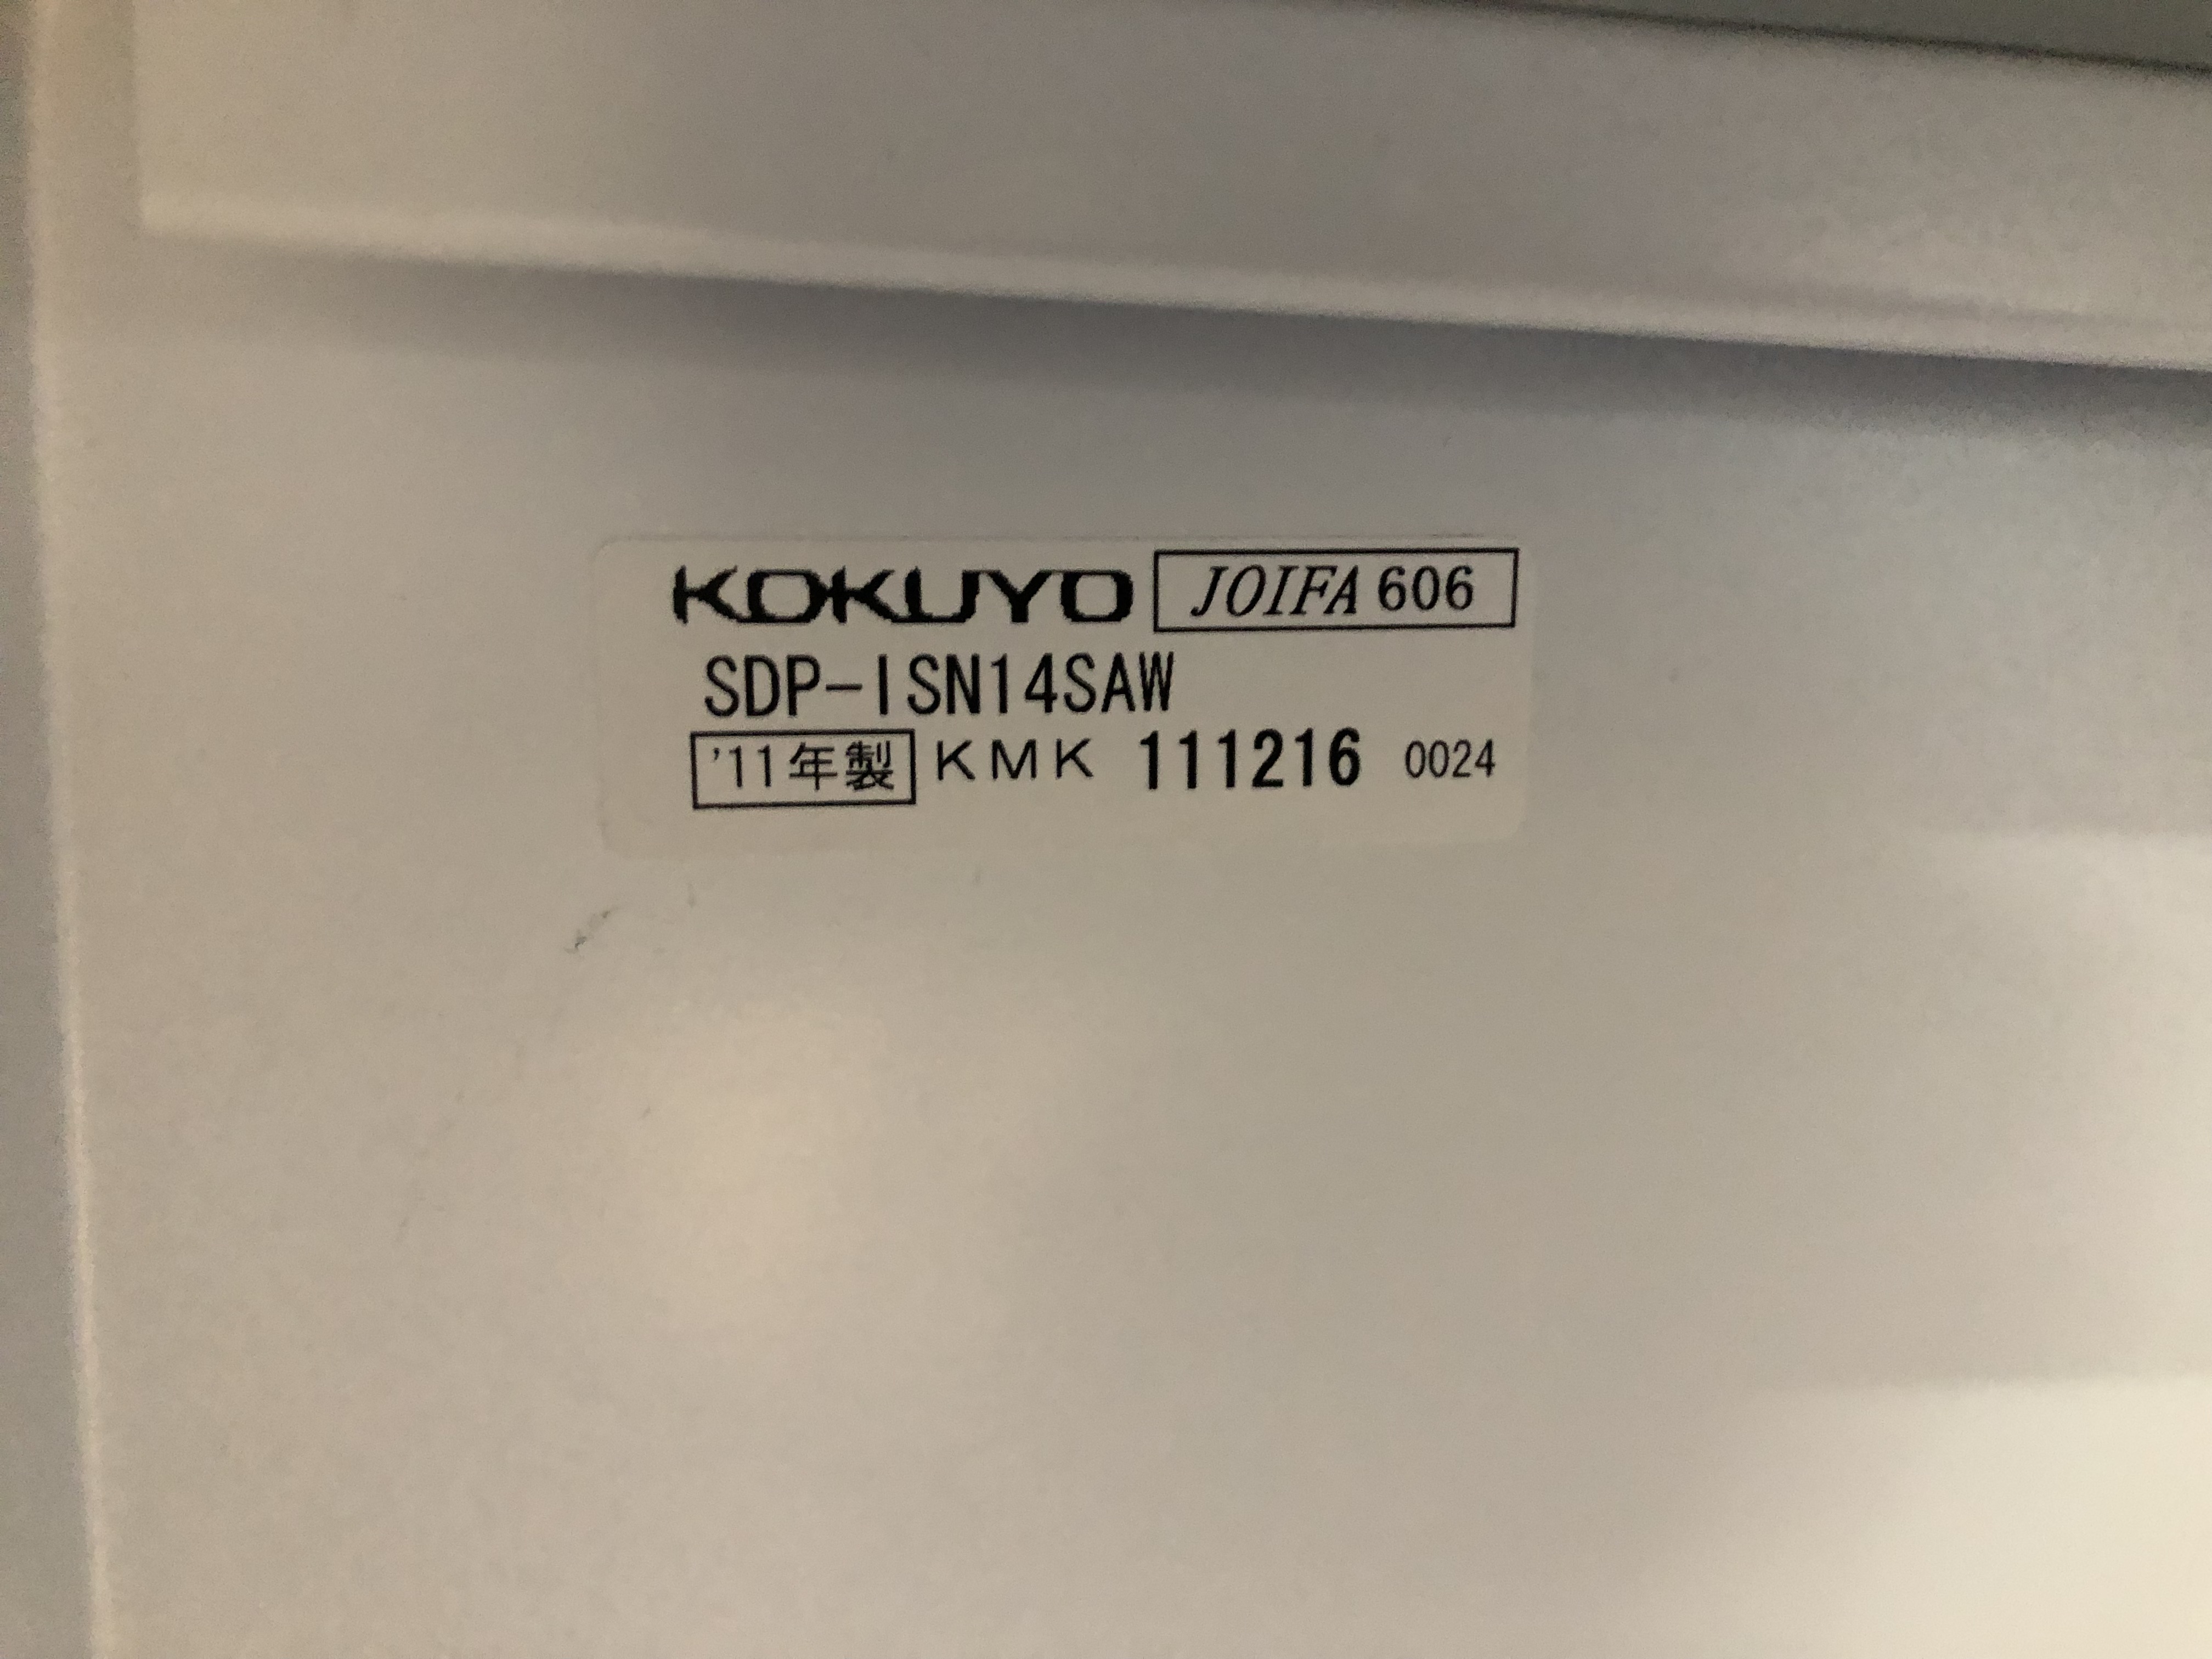 KOKUYO JOIFA 606
SDP-ISN14SAW
'11年製 KMK 111216 0024